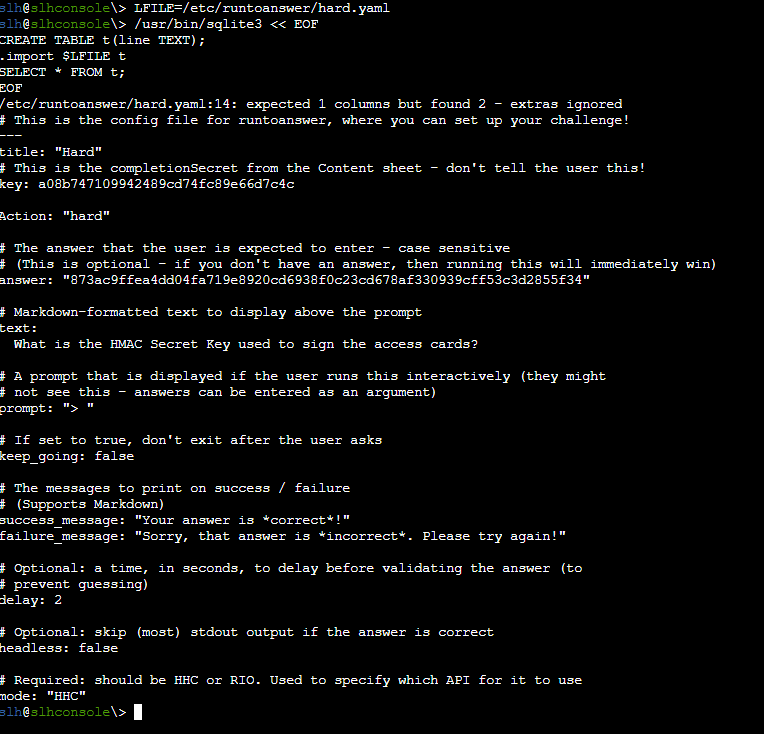 slh@slhconsole\> LFILE=/etc/runtoanswer/hard.yaml
slh@slhconsole\> /usr/bin/sqlite3 << EOF
CREATE TABLE t(line TEXT);
.import $LFILE t
SELECT * FROM t;
EOF
/etc/runtoanswer/hard.yaml:14: expected 1 columns but found 2 - extras ignored
# This is the config file for runtoanswer, where you can set up your challenge!
---
title: "Hard"
# This is the completionSecret from the Content sheet - don't tell the user this!
key: a08b747109942489cd74fc89e66d7c4c
Action: "hard"
# The answer that the user is expected to enter - case sensitive
# (This is optional - if you don't have an answer, then running this will immediately win)
answer: "873ac9ffea4dd04fa719e8920cd6938f0c23cd678af330939cff53c3d2855f34"
# Markdown-formatted text to display above the prompt
text:
What is the HMAC Secret Key used to sign the access cards?
# A prompt that is displayed if the user runs this interactively (they might
# not see this - answers can be entered as an argument)
prompt: "> "
# If set to true, don't exit after the user asks
keep_going: false
# The messages to print on success / failure
# (Supports Markdown)
success_message: "Your answer is *correct*!"
failure_message: "Sorry, that answer is *incorrect*. Please try again!"
# Optional: a time, in seconds, to delay before validating the answer (to
# prevent guessing)
delay: 2
# Optional: skip (most) stdout output if the answer is correct
headless: false
# Required: should be HHC or RIO. Used to specify which API for it to use
mode: "HHC"
slh@slhconsole\>